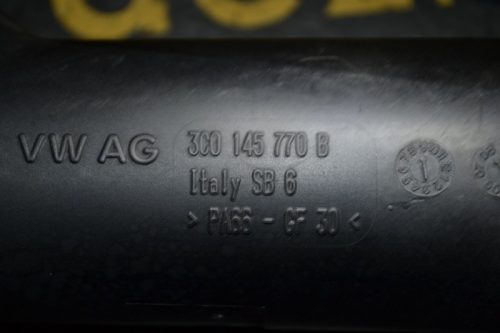 VW AG
3C0 145 770 B
Italy SB 6
> PA66 - GF 30 <